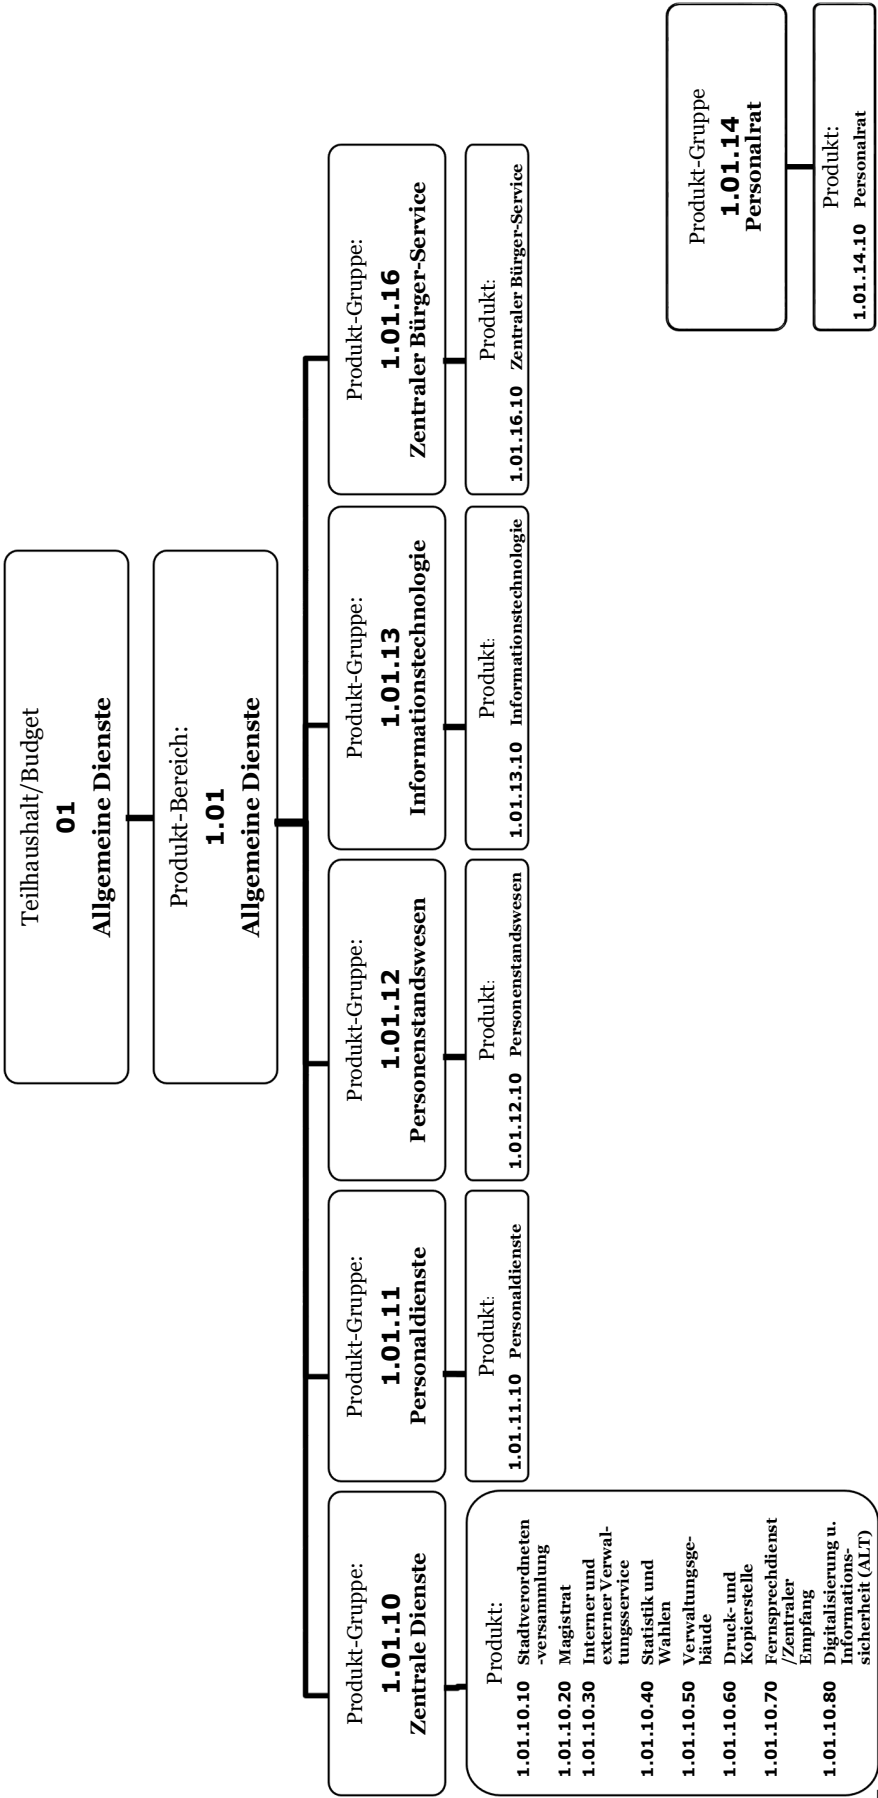 Teilhaushalt/Budget
01
Allgemeine Dienste
Produkt-Bereich:
1.01
Allgemeine Dienste
Produkt-Gruppe:
1.01.10
Zentrale Dienste
Produkt:
1.01.10.10 Stadtverordneten
-versammlung
1.01.10.20 Magistrat
1.01.10.30 Interner und
externer Verwal-
tungsservice
1.01.10.40 Statistik und
Wahlen
1.01.10.50 Verwaltungsge-
bäude
1.01.10.60 Druck- und
Kopierstelle
1.01.10.70 Fernsprechdienst
/Zentraler
Empfang
1.01.10.80 Digitalisierung u.
Informations-
sicherheit (ALT)
Produkt-Gruppe:
1.01.11
Personaldienste
Produkt:
1.01.11.10 Personaldienste
Produkt-Gruppe:
1.01.12
Personenstandswesen
Produkt:
1.01.12.10 Personenstandswesen
Produkt-Gruppe:
1.01.13
Informationstechnologie
Produkt:
1.01.13.10 Informationstechnologie
Produkt-Gruppe:
1.01.16
Zentraler Bürger-Service
Produkt:
1.01.16.10 Zentraler Bürger-Service
Produkt-Gruppe
1.01.14
Personalrat
Produkt:
1.01.14.10 Personalrat